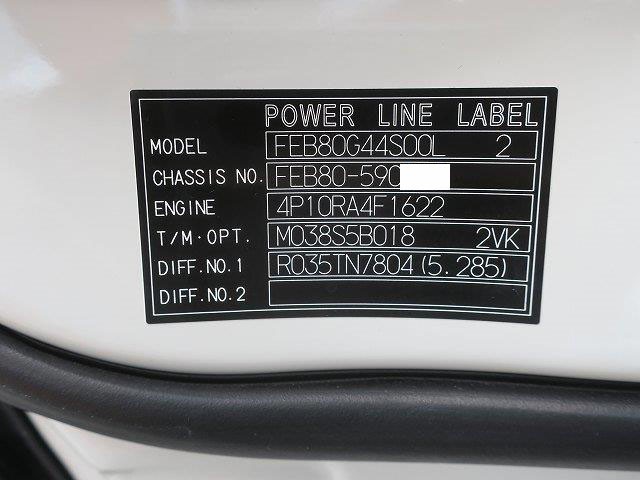 POWER LINE LABEL
MODEL FEB80G44S00L 2
CHASSIS NO. FEB80-590
ENGINE 4P10RA4F1622
T/M·OPT. M038S5B018 2VK
DIFF.NO.1 R035TN7804(5.285)
DIFF.NO.2